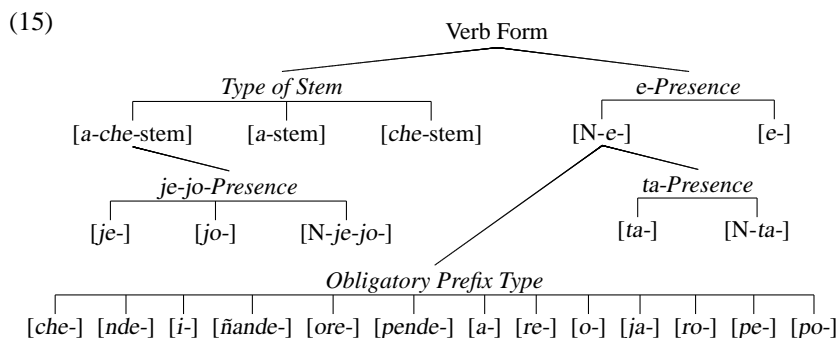 (15)
Verb Form
Type of Stem e-Presence
[a-che-stem] [a-stem] [che-stem] [N-e-] [e-]
je-jo-Presence ta-Presence
[je-] [jo-] [N-je-jo-] [ta-] [N-ta-]
Obligatory Prefix Type
[che-] [nde-] [i-] [ñande-] [ore-] [pende-] [a-] [re-] [o-] [ja-] [ro-] [pe-] [po-]